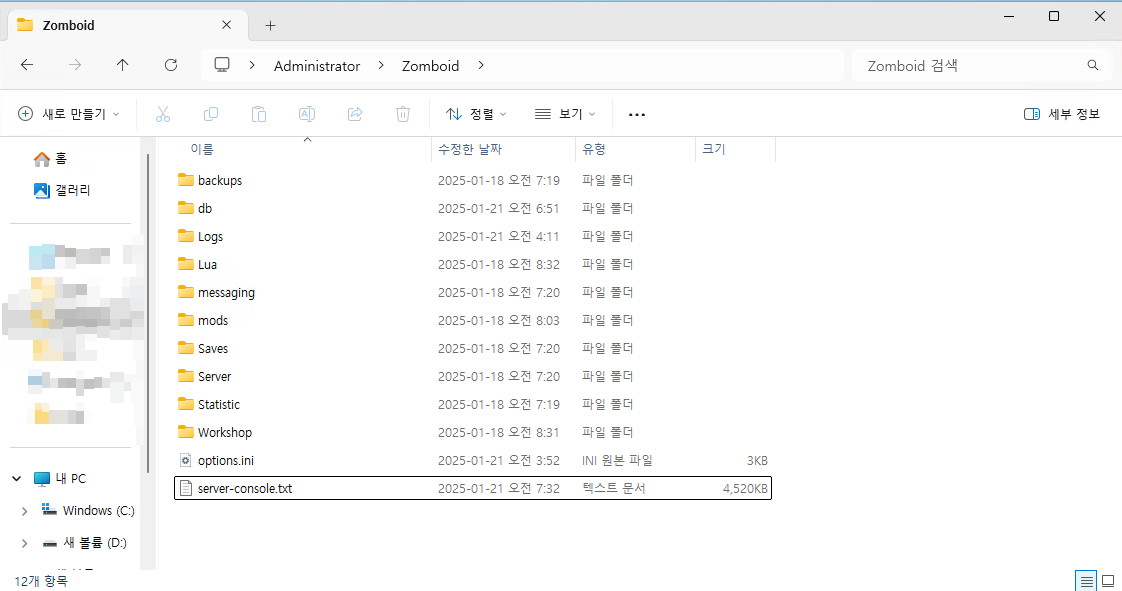 Zomboid
Administrator Zomboid Zomboid 검색
새로 만들기 정렬 보기 세부 정보
이름 수정한 날짜 유형 크기
홈
갤러리
backups 2025-01-18 오전 7:19 파일 폴더
db 2025-01-21 오전 6:51 파일 폴더
Logs 2025-01-21 오전 4:11 파일 폴더
Lua 2025-01-18 오전 8:32 파일 폴더
messaging 2025-01-18 오전 7:20 파일 폴더
mods 2025-01-18 오전 8:03 파일 폴더
Saves 2025-01-18 오전 7:20 파일 폴더
Server 2025-01-18 오전 7:20 파일 폴더
Statistic 2025-01-18 오전 7:19 파일 폴더
Workshop 2025-01-18 오전 8:31 파일 폴더
options.ini 2025-01-21 오전 3:52 INI 원본 파일 3KB
server-console.txt 2025-01-21 오전 7:32 텍스트 문서 4,520KB
내 PC
Windows (C:)
새 볼륨 (D:)
12개 항목